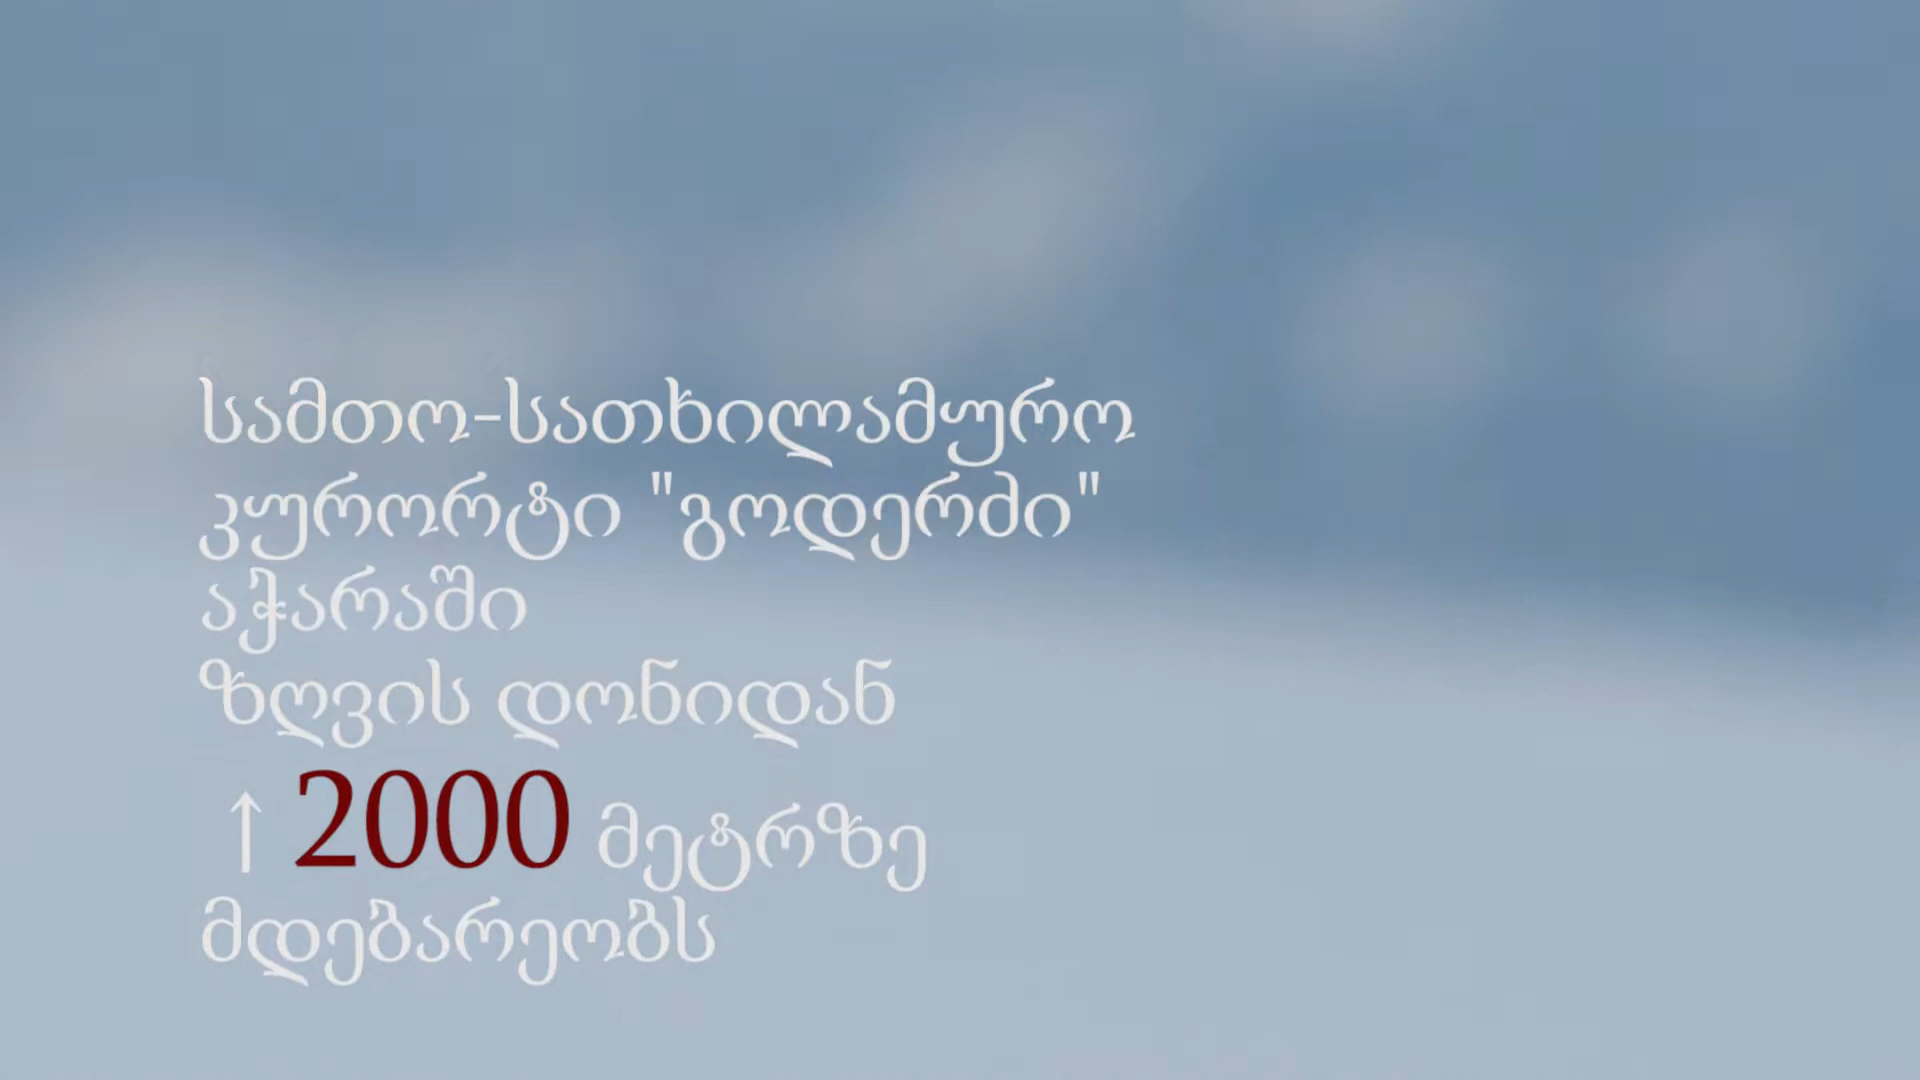 სამთო-სათხილამურო
კურორტი "გოდერძი"
აჭარაში
ზღვის დონიდან
↑ 2000 მეტრზე
მდებარეობს